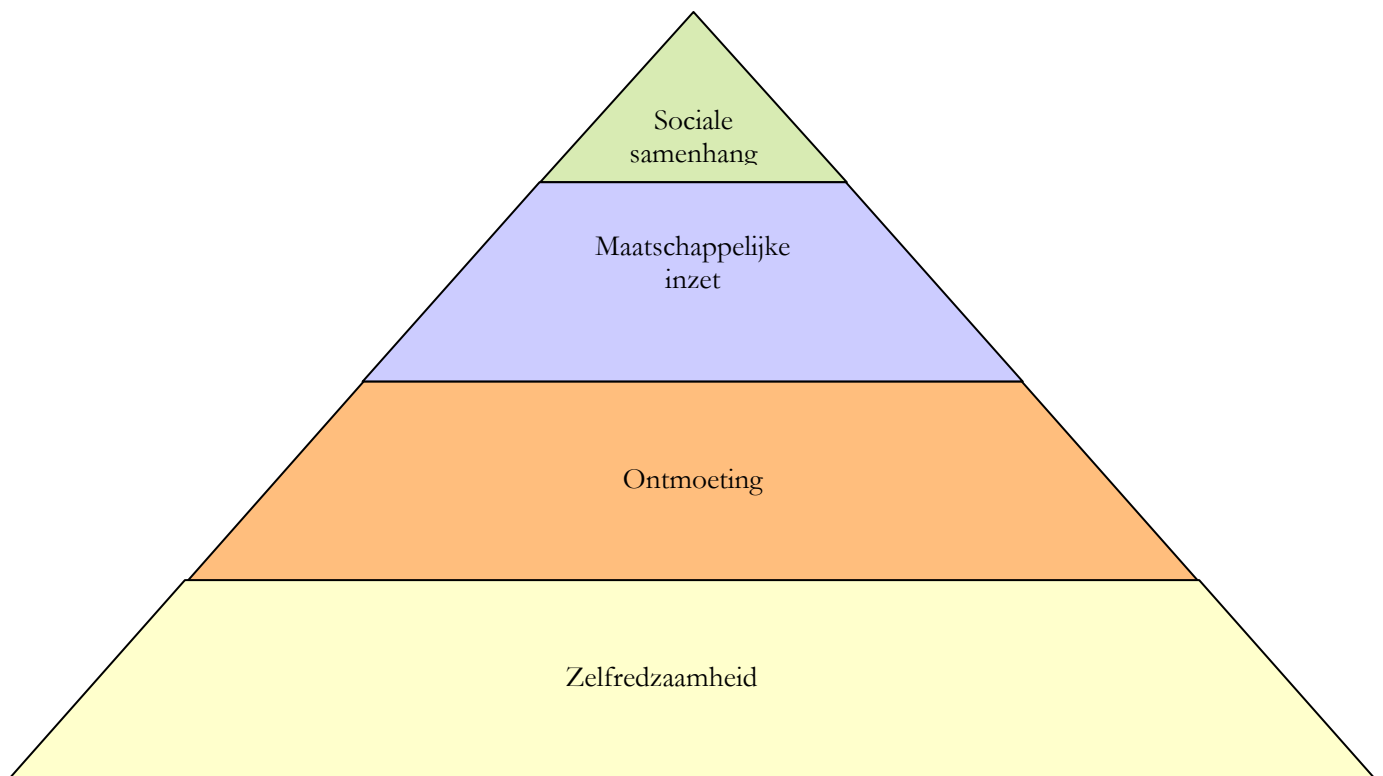 Sociale
samenhang
Maatschappelijke
inzet
Ontmoeting
Zelfredzaamheid